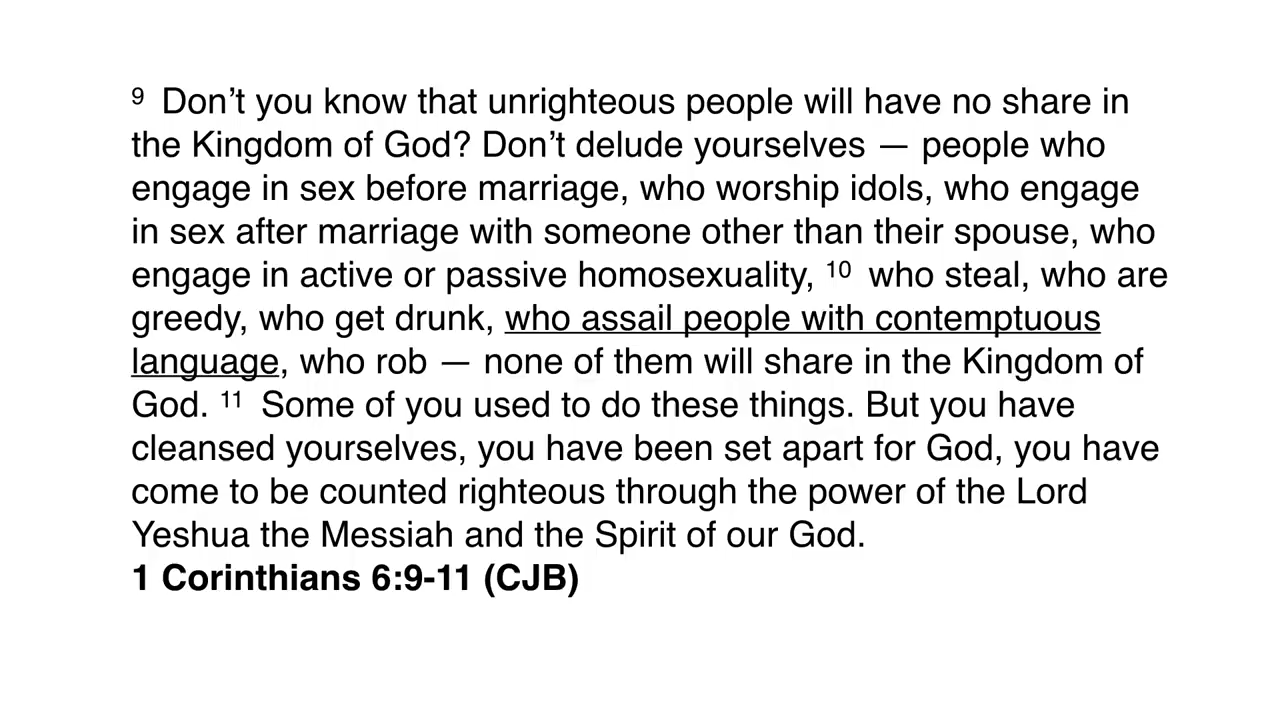 9 Don’t you know that unrighteous people will have no share in
the Kingdom of God? Don’t delude yourselves — people who
engage in sex before marriage, who worship idols, who engage
in sex after marriage with someone other than their spouse, who
engage in active or passive homosexuality, 10 who steal, who are
greedy, who get drunk, who assail people with contemptuous
language, who rob — none of them will share in the Kingdom of
God. 11 Some of you used to do these things. But you have
cleansed yourselves, you have been set apart for God, you have
come to be counted righteous through the power of the Lord
Yeshua the Messiah and the Spirit of our God.
1 Corinthians 6:9-11 (CJB)